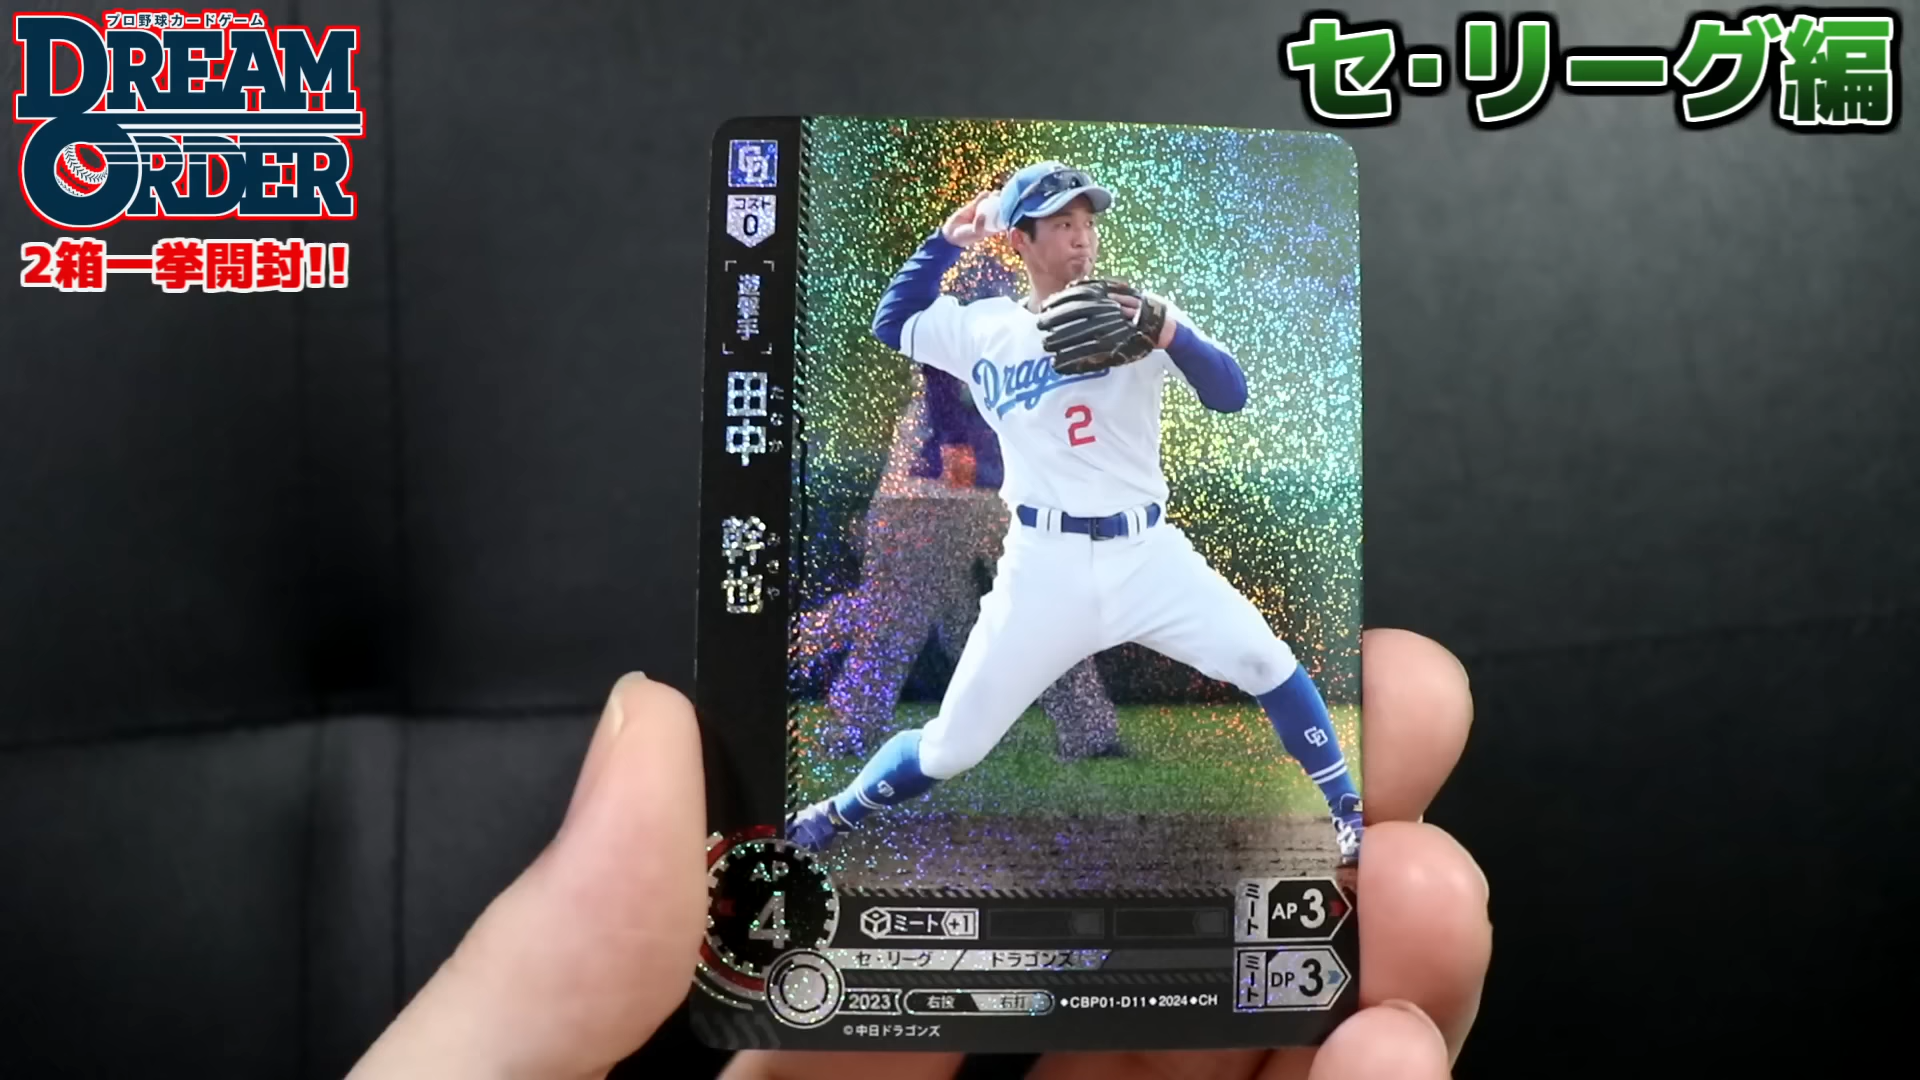 プロ野球カードゲーム
DREAM
ORDER
2箱一挙開封!!
セ・リーグ編
CD
コスト
0
遊撃手
田中 幹也
たなか みきや
Dragons
2
AP
4
ミート +1
ミート AP 3
セ・リーグ / ドラゴンズ
ミート DP 3
2023 右投 右打 ◆CBP01-D11◆2024◆CH
©中日ドラゴンズ